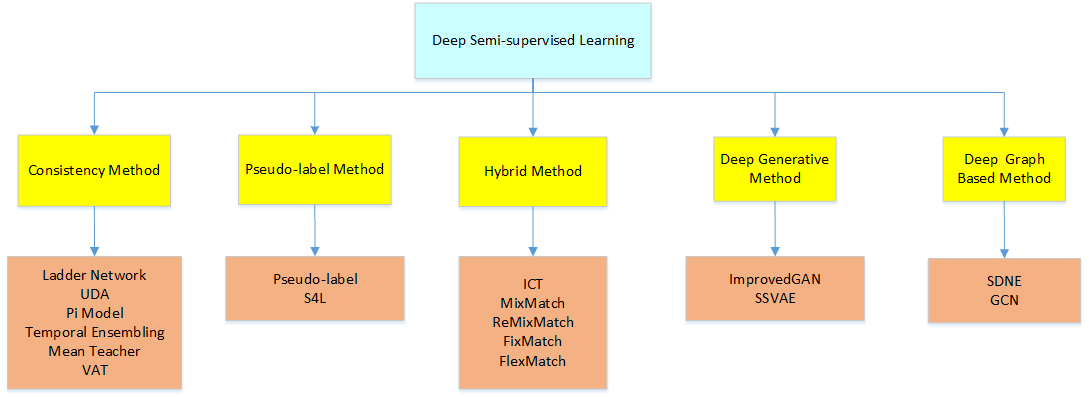 Deep Semi-supervised Learning
Consistency Method
Pseudo-label Method
Hybrid Method
Deep Generative
Method
Deep Graph
Based Method
Ladder Network
UDA
Pi Model
Temporal Ensembling
Mean Teacher
VAT
Pseudo-label
S4L
ICT
MixMatch
ReMixMatch
FixMatch
FlexMatch
ImprovedGAN
SSVAE
SDNE
GCN